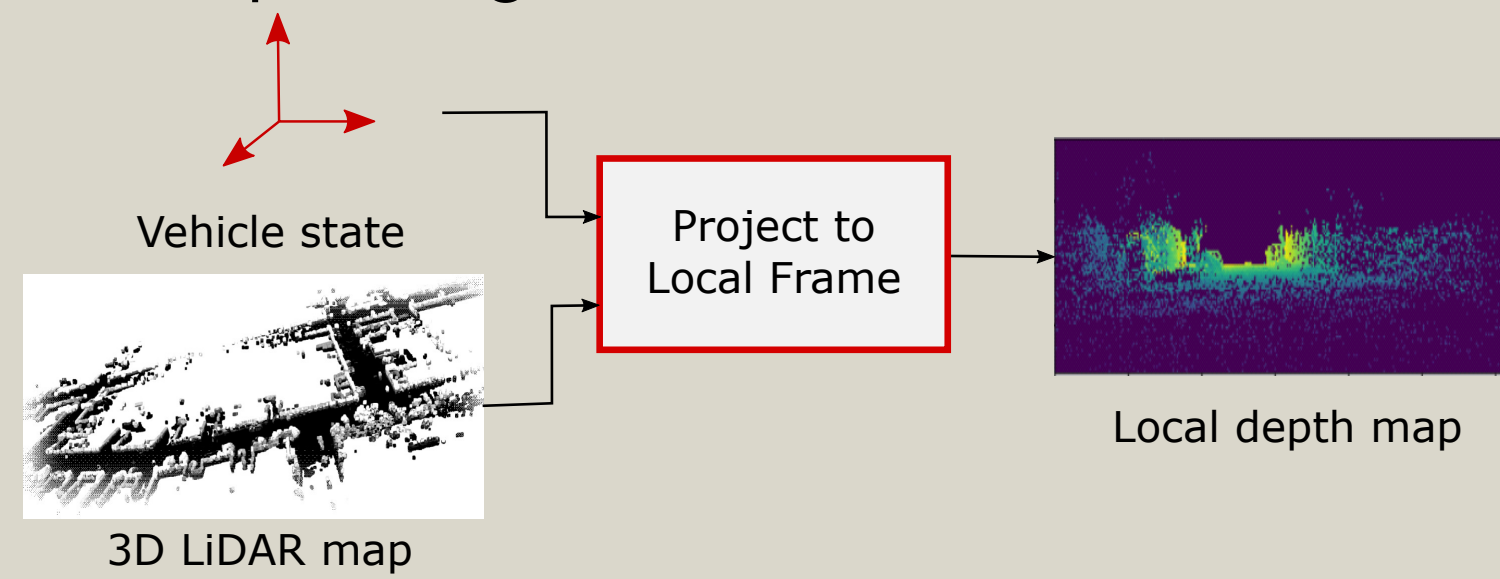 Vehicle state
3D LiDAR map
Project to
Local Frame
Local depth map